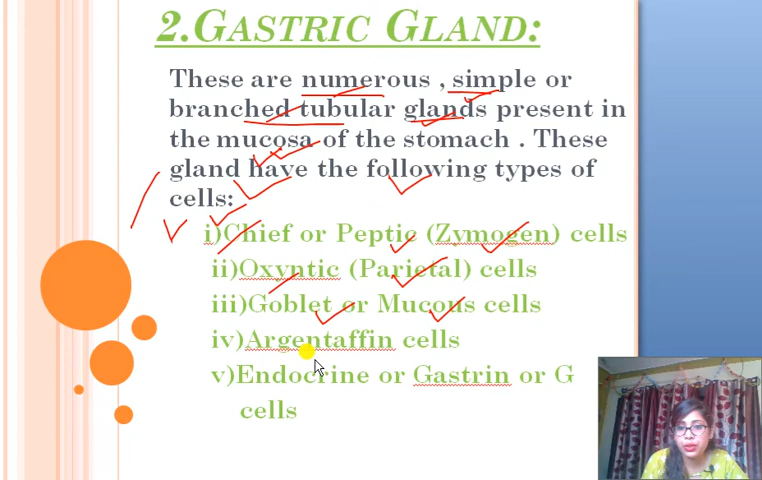 2.GASTRIC GLAND:
These are numerous , simple or
branched tubular glands present in
the mucosa of the stomach . These
gland have the following types of
cells:
i)Chief or Peptic (Zymogen) cells
ii)Oxyntic (Parietal) cells
iii)Goblet or Mucous cells
iv)Argentaffin cells
v)Endocrine or Gastrin or G
cells